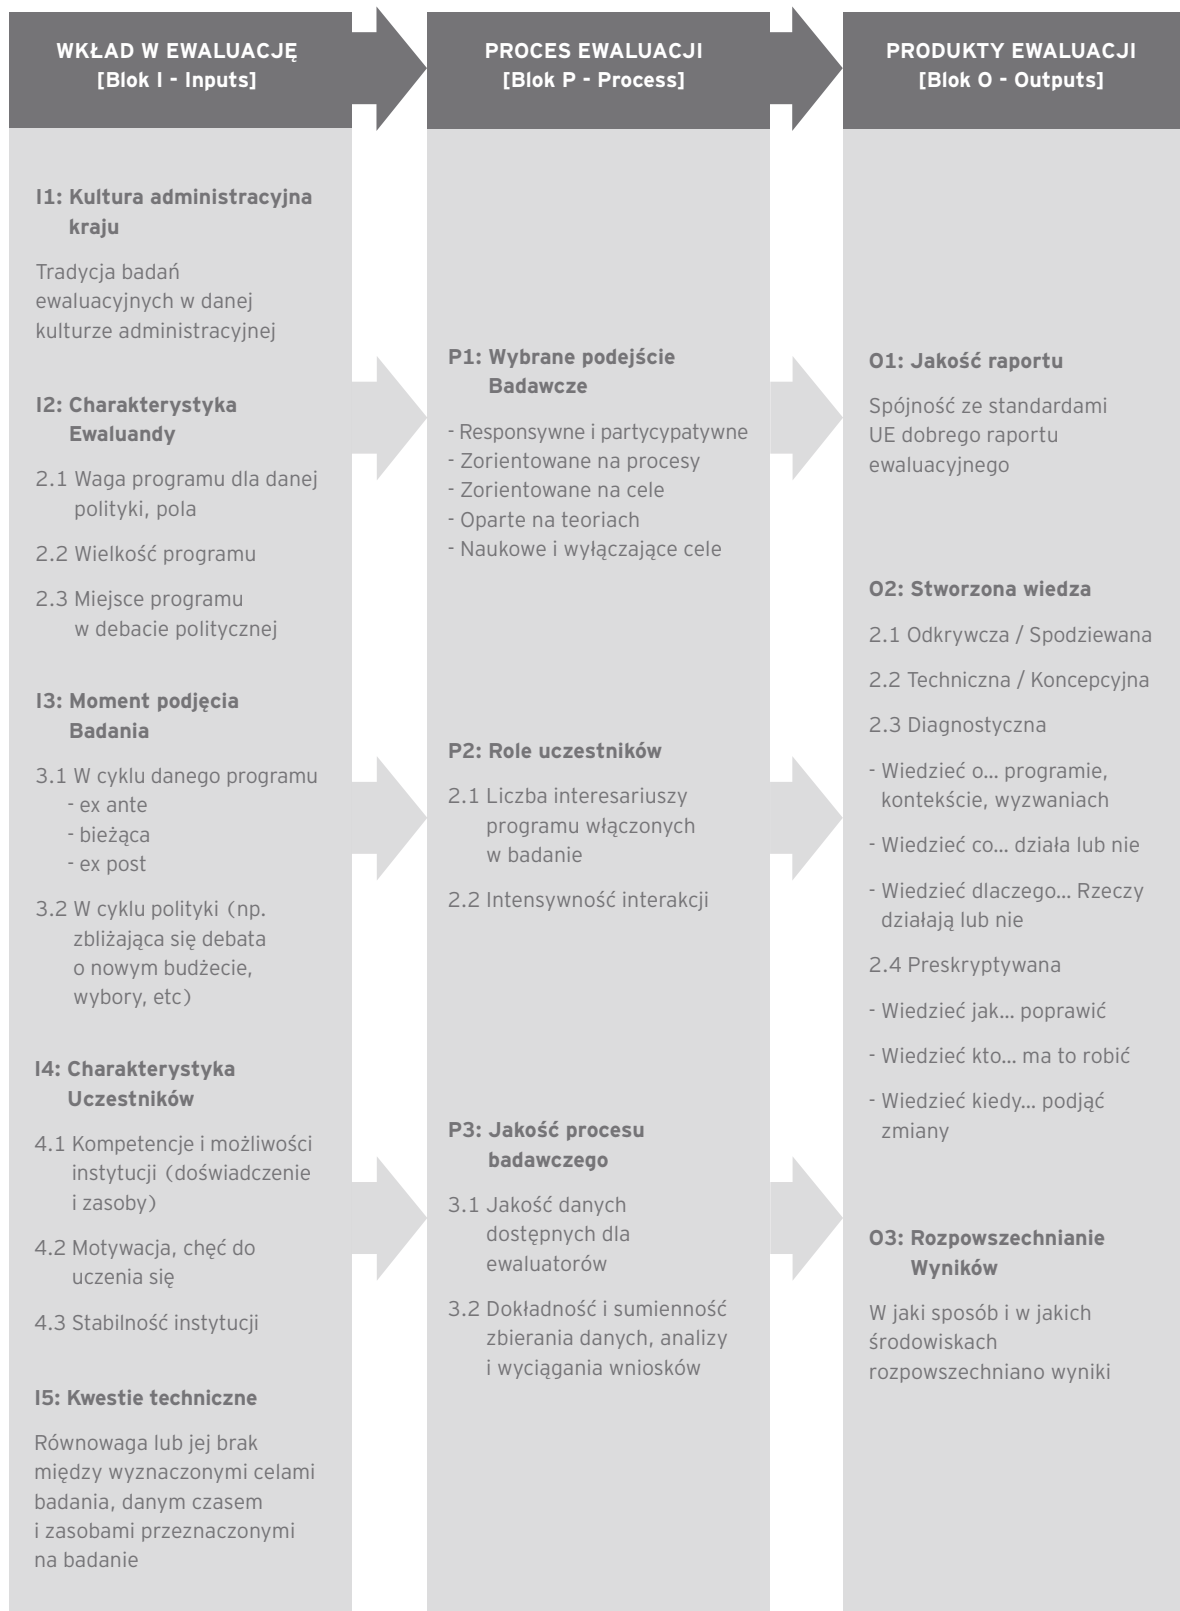 WKŁAD W EWALUACJĘ
[Blok I - Inputs]
I1: Kultura administracyjna
kraju
Tradycja badań
ewaluacyjnych w danej
kulturze administracyjnej
I2: Charakterystyka
Ewaluandy
2.1 Waga programu dla danej
polityki, pola
2.2 Wielkość programu
2.3 Miejsce programu
w debacie politycznej
I3: Moment podjęcia
Badania
3.1 W cyklu danego programu
- ex ante
- bieżąca
- ex post
3.2 W cyklu polityki (np.
zbliżająca się debata
o nowym budżecie,
wybory, etc)
I4: Charakterystyka
Uczestników
4.1 Kompetencje i możliwości
instytucji (doświadczenie
i zasoby)
4.2 Motywacja, chęć do
uczenia się
4.3 Stabilność instytucji
I5: Kwestie techniczne
Równowaga lub jej brak
między wyznaczonymi celami
badania, danym czasem
i zasobami przeznaczonymi
na badanie
PROCES EWALUACJI
[Blok P - Process]
P1: Wybrane podejście
Badawcze
- Responsywne i partycypatywne
- Zorientowane na procesy
- Zorientowane na cele
- Oparte na teoriach
- Naukowe i wyłączające cele
P2: Role uczestników
2.1 Liczba interesariuszy
programu włączonych
w badanie
2.2 Intensywność interakcji
P3: Jakość procesu
badawczego
3.1 Jakość danych
dostępnych dla
ewaluatorów
3.2 Dokładność i sumienność
zbierania danych, analizy
i wyciągania wniosków
PRODUKTY EWALUACJI
[Blok O - Outputs]
O1: Jakość raportu
Spójność ze standardami
UE dobrego raportu
ewaluacyjnego
O2: Stworzona wiedza
2.1 Odkrywcza / Spodziewana
2.2 Techniczna / Koncepcyjna
2.3 Diagnostyczna
- Wiedzieć o... programie,
kontekście, wyzwaniach
- Wiedzieć co... działa lub nie
- Wiedzieć dlaczego... Rzeczy
działają lub nie
2.4 Preskryptywana
- Wiedzieć jak... poprawić
- Wiedzieć kto... ma to robić
- Wiedzieć kiedy... podjąć
zmiany
O3: Rozpowszechnianie
Wyników
W jaki sposób i w jakich
środowiskach
rozpowszechniano wyniki